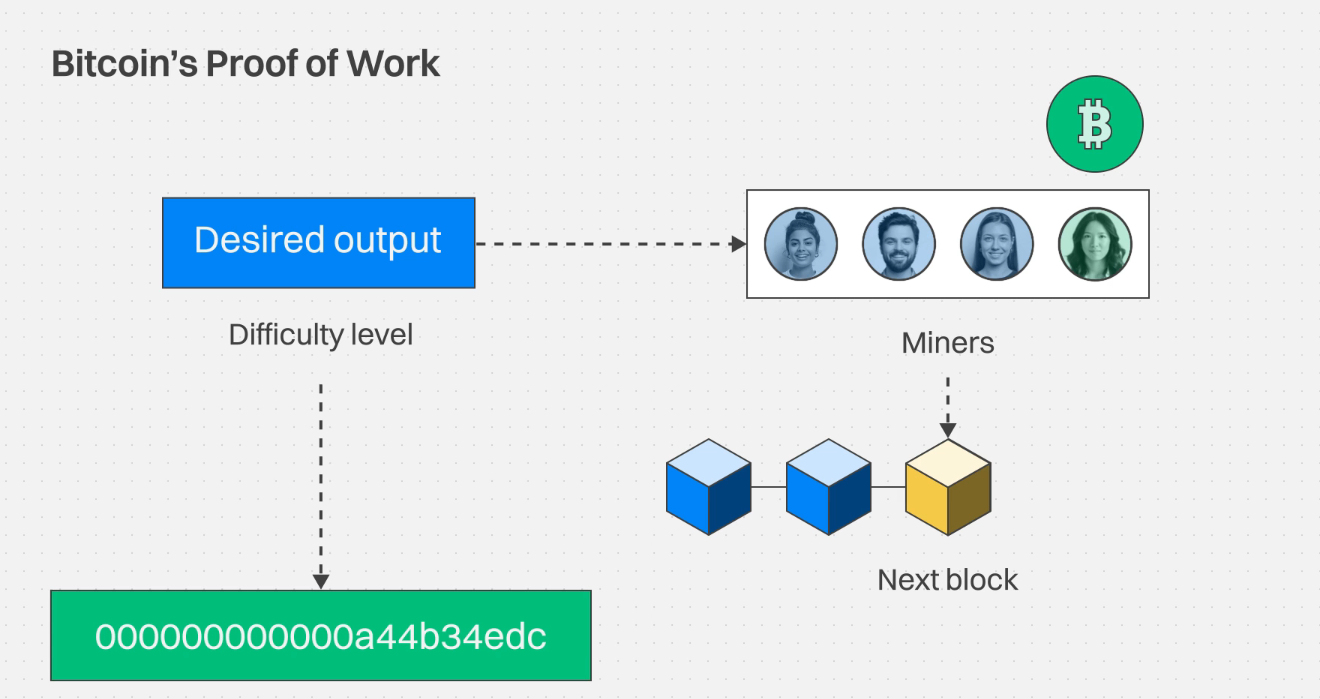 Bitcoin’s Proof of Work
Desired output
Difficulty level
Miners
Next block
000000000000a44b34edc